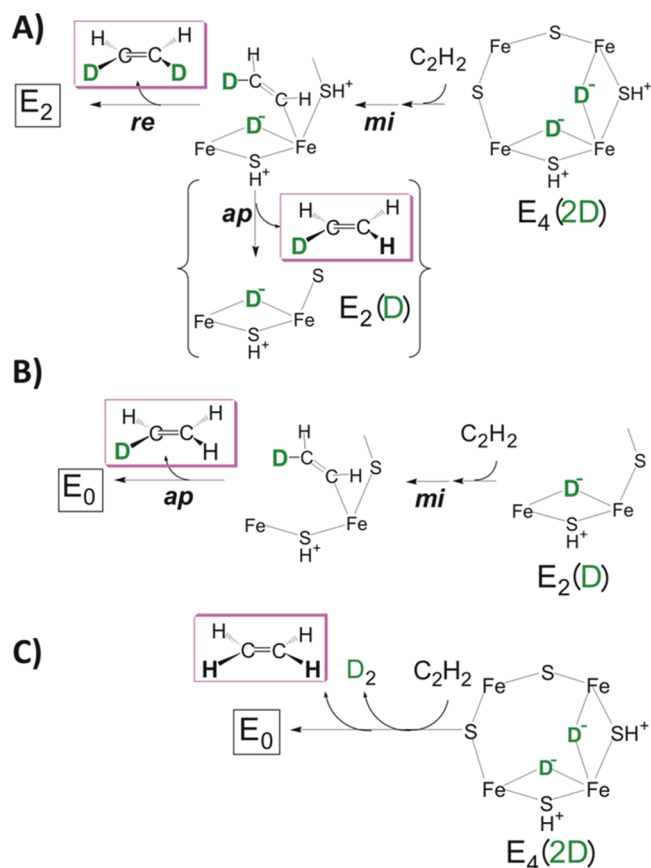 A)
H H
C=C
D D
E2
re
H
D-C
C-H
SH+
D-
Fe Fe
S
H+
mi
C2H2
S
Fe Fe
D-
S SH+
D-
Fe Fe
S
H+
E4(2D)
ap
H H
C=C
D H
S
D-
Fe Fe
S
H+
E2(D)
B)
H H
C=C
D H
E0
ap
H
D-C
C-H
S
Fe Fe
S
H+
mi
C2H2
S
D-
Fe Fe
S
H+
E2(D)
C)
H H
C=C
H H
D2
C2H2
E0
S
Fe Fe
D-
S SH+
D-
Fe Fe
S
H+
E4(2D)